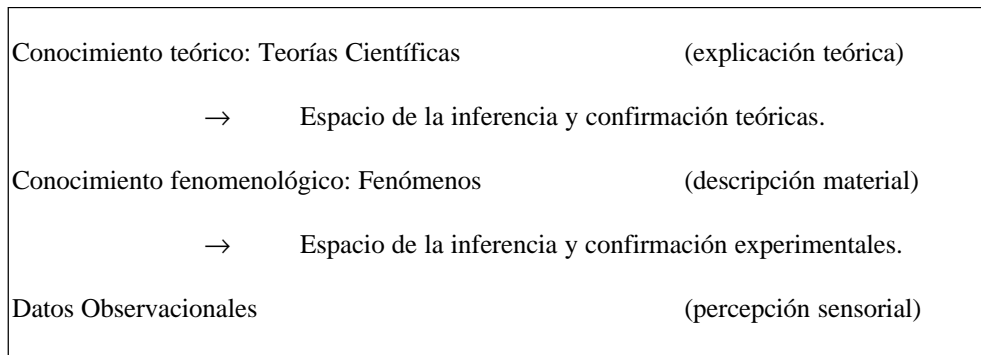 Conocimiento teórico: Teorías Científicas (explicación teórica)
→ Espacio de la inferencia y confirmación teóricas.
Conocimiento fenomenológico: Fenómenos (descripción material)
→ Espacio de la inferencia y confirmación experimentales.
Datos Observacionales (percepción sensorial)